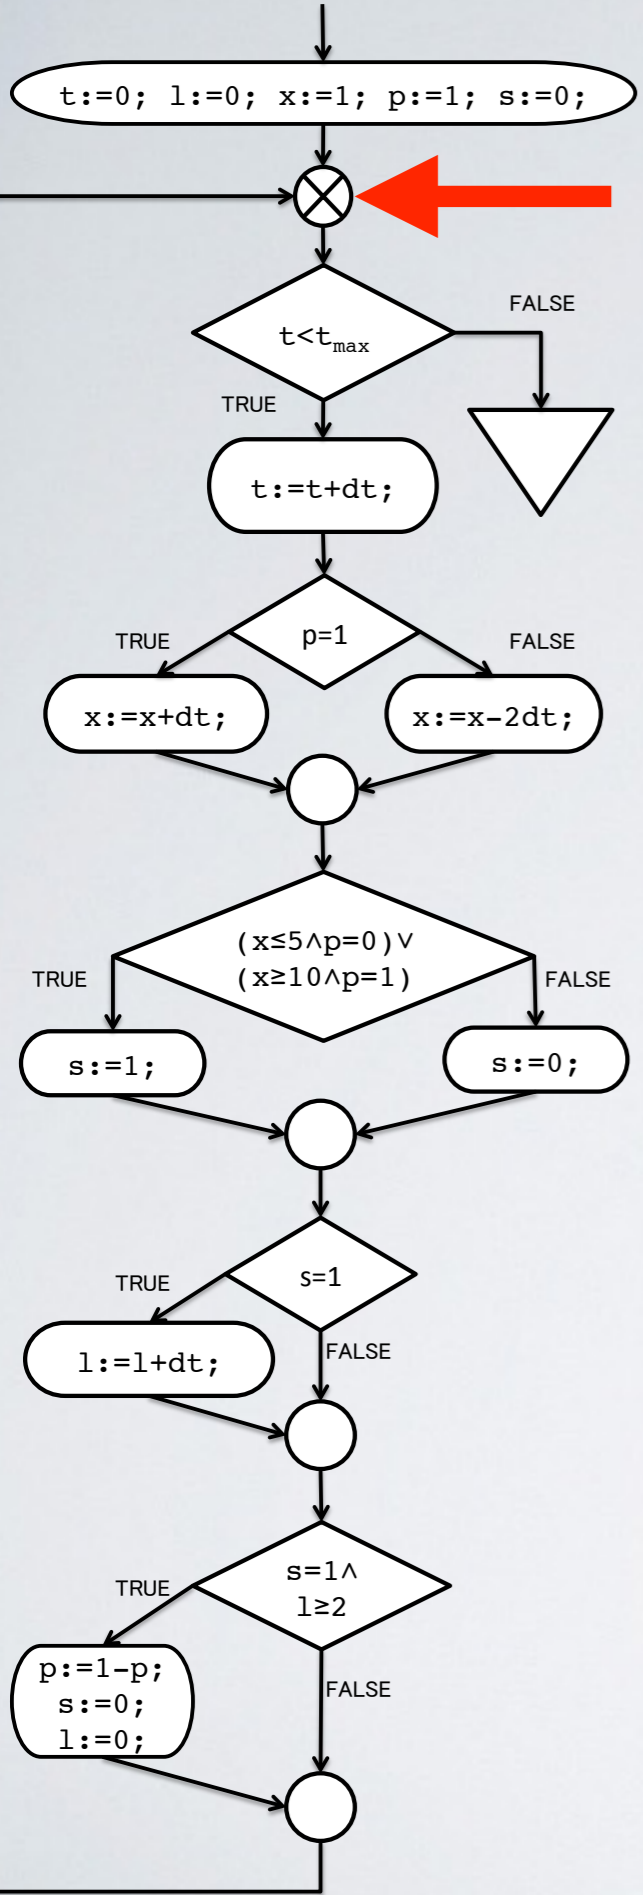 t:=0; l:=0; x:=1; p:=1; s:=0;
t<tmax
FALSE
TRUE
t:=t+dt;
p=1
TRUE
FALSE
x:=x+dt;
x:=x-2dt;
(x≤5∧p=0)∨
(x≥10∧p=1)
TRUE
FALSE
s:=1;
s:=0;
s=1
TRUE
FALSE
l:=l+dt;
s=1∧
l≥2
TRUE
FALSE
p:=1-p;
s:=0;
l:=0;